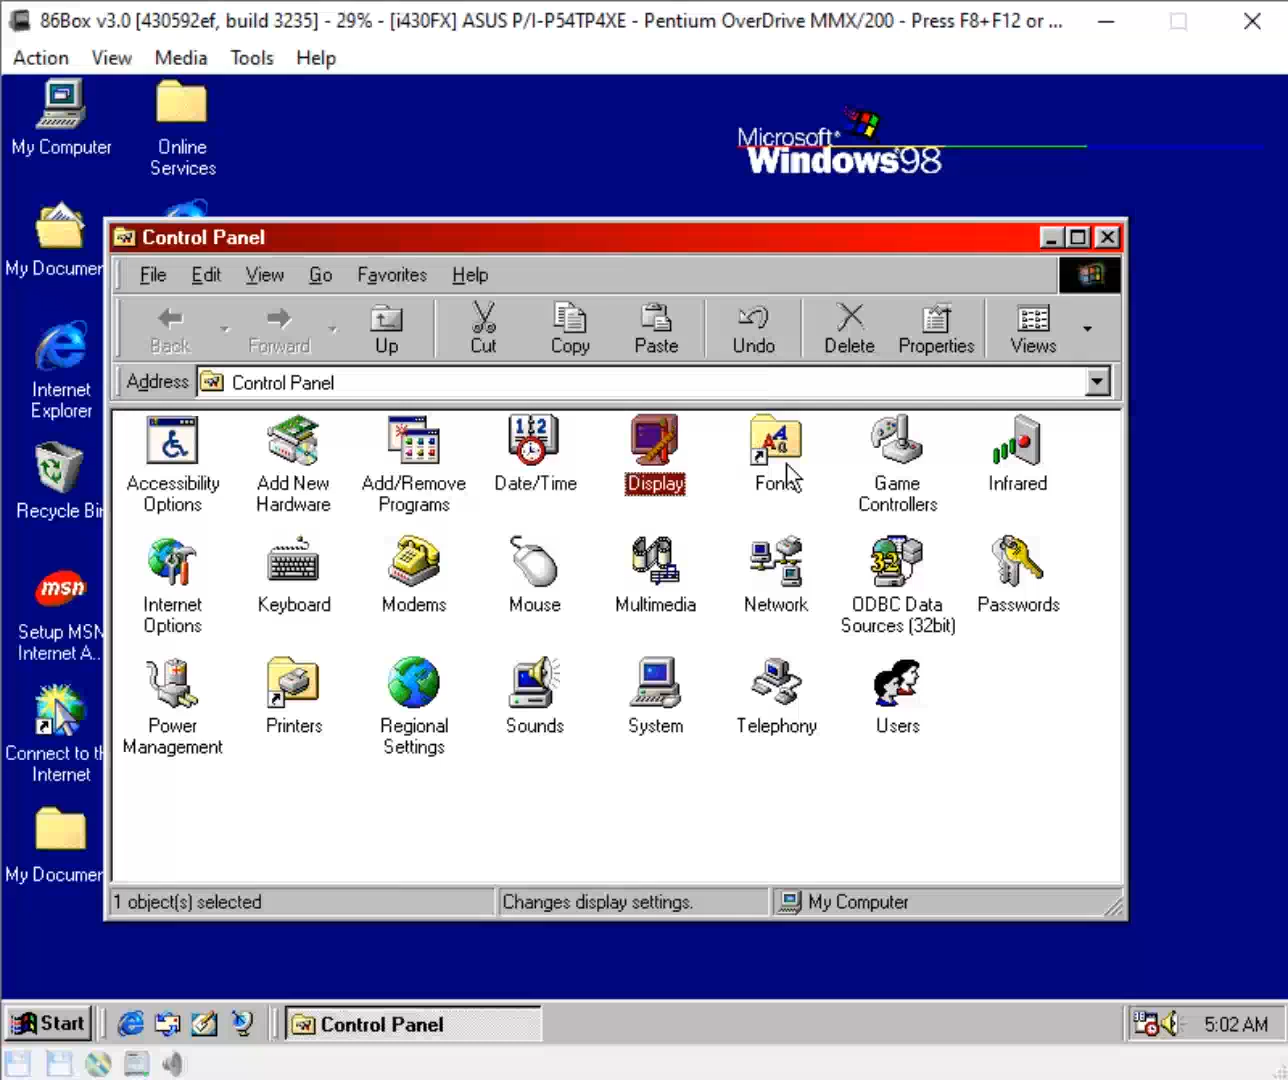 86Box v3.0 [430592ef, build 3235] - 29% - [i430FX] ASUS P/I-P54TP4XE - Pentium OverDrive MMX/200 - Press F8+F12 or ...
Action View Media Tools Help
My Computer
Online
Services
Microsoft
Windows 98
My Documen
Internet
Explorer
Recycle Bin
msn
Setup MSN
Internet A..
Connect to th
Internet
My Documen
Control Panel
File Edit View Go Favorites Help
Back Forward Up Cut Copy Paste Undo Delete Properties Views
Address Control Panel
Accessibility
Options
Add New
Hardware
Add/Remove
Programs
Date/Time
Display
Fonts
Game
Controllers
Infrared
Internet
Options
Keyboard
Modems
Mouse
Multimedia
Network
32
ODBC Data
Sources (32bit)
Passwords
Power
Management
Printers
Regional
Settings
Sounds
System
Telephony
Users
1 object(s) selected Changes display settings. My Computer
Start Control Panel 5:02 AM